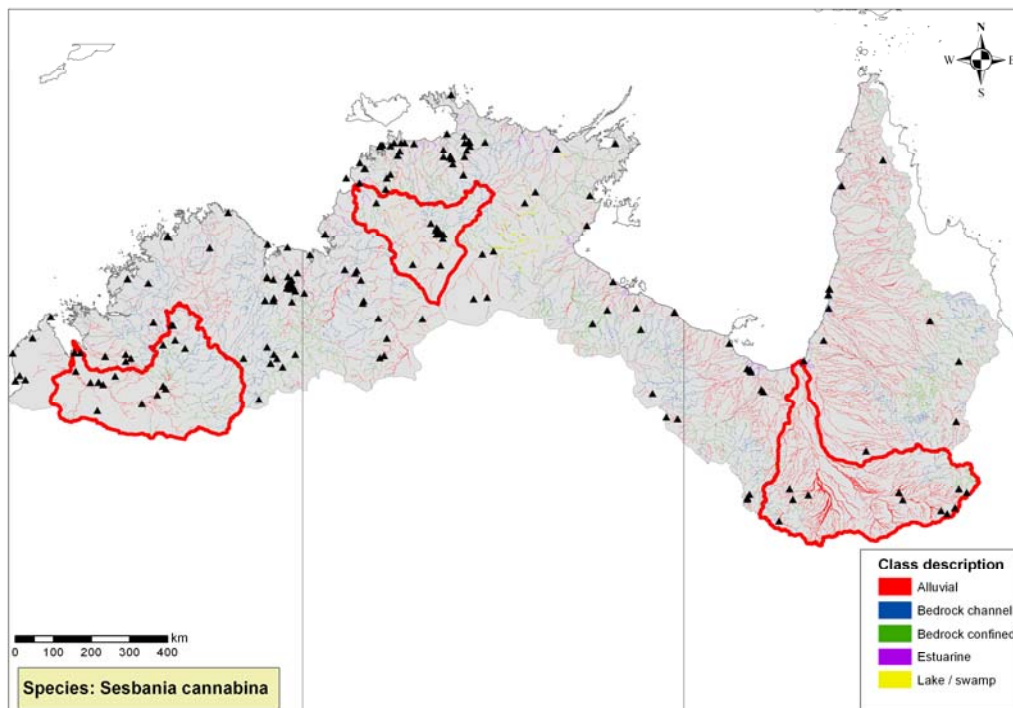 N
W E
S
Class description
Alluvial
Bedrock channel
Bedrock confined
Estuarine
Lake / swamp
km
0 100 200 300 400
Species: Sesbania cannabina